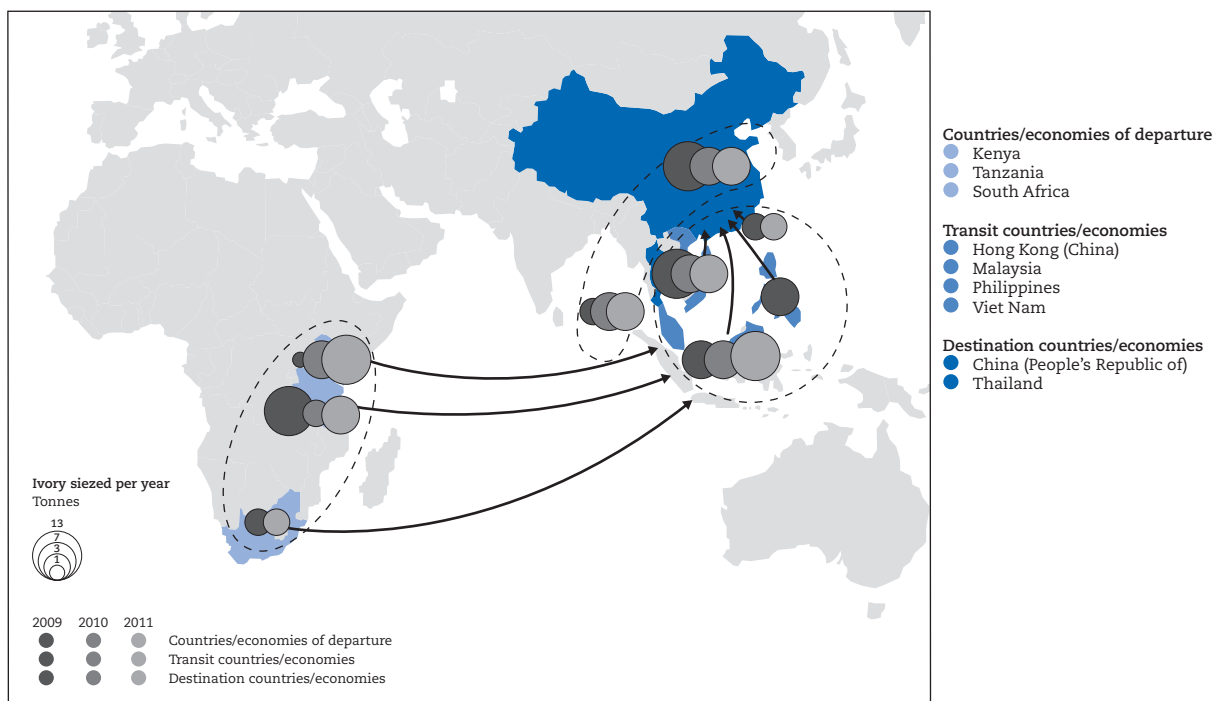 Countries/economies of departure
Kenya
Tanzania
South Africa
Transit countries/economies
Hong Kong (China)
Malaysia
Philippines
Viet Nam
Destination countries/economies
China (People's Republic of)
Thailand
Ivory siezed per year
Tonnes
13
7
3
1
2009 2010 2011
Countries/economies of departure
Transit countries/economies
Destination countries/economies